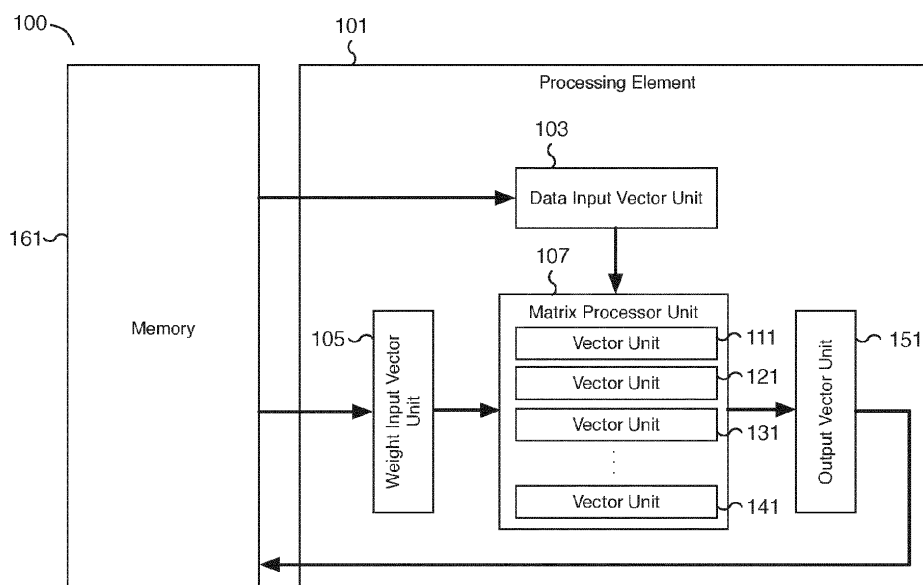 100
101
Processing Element
103
Data Input Vector Unit
161
107
Memory
Matrix Processor Unit
105
Weight Input Vector
Unit
Vector Unit
111
Vector Unit
121
Vector Unit
131
Vector Unit
141
151
Output Vector Unit